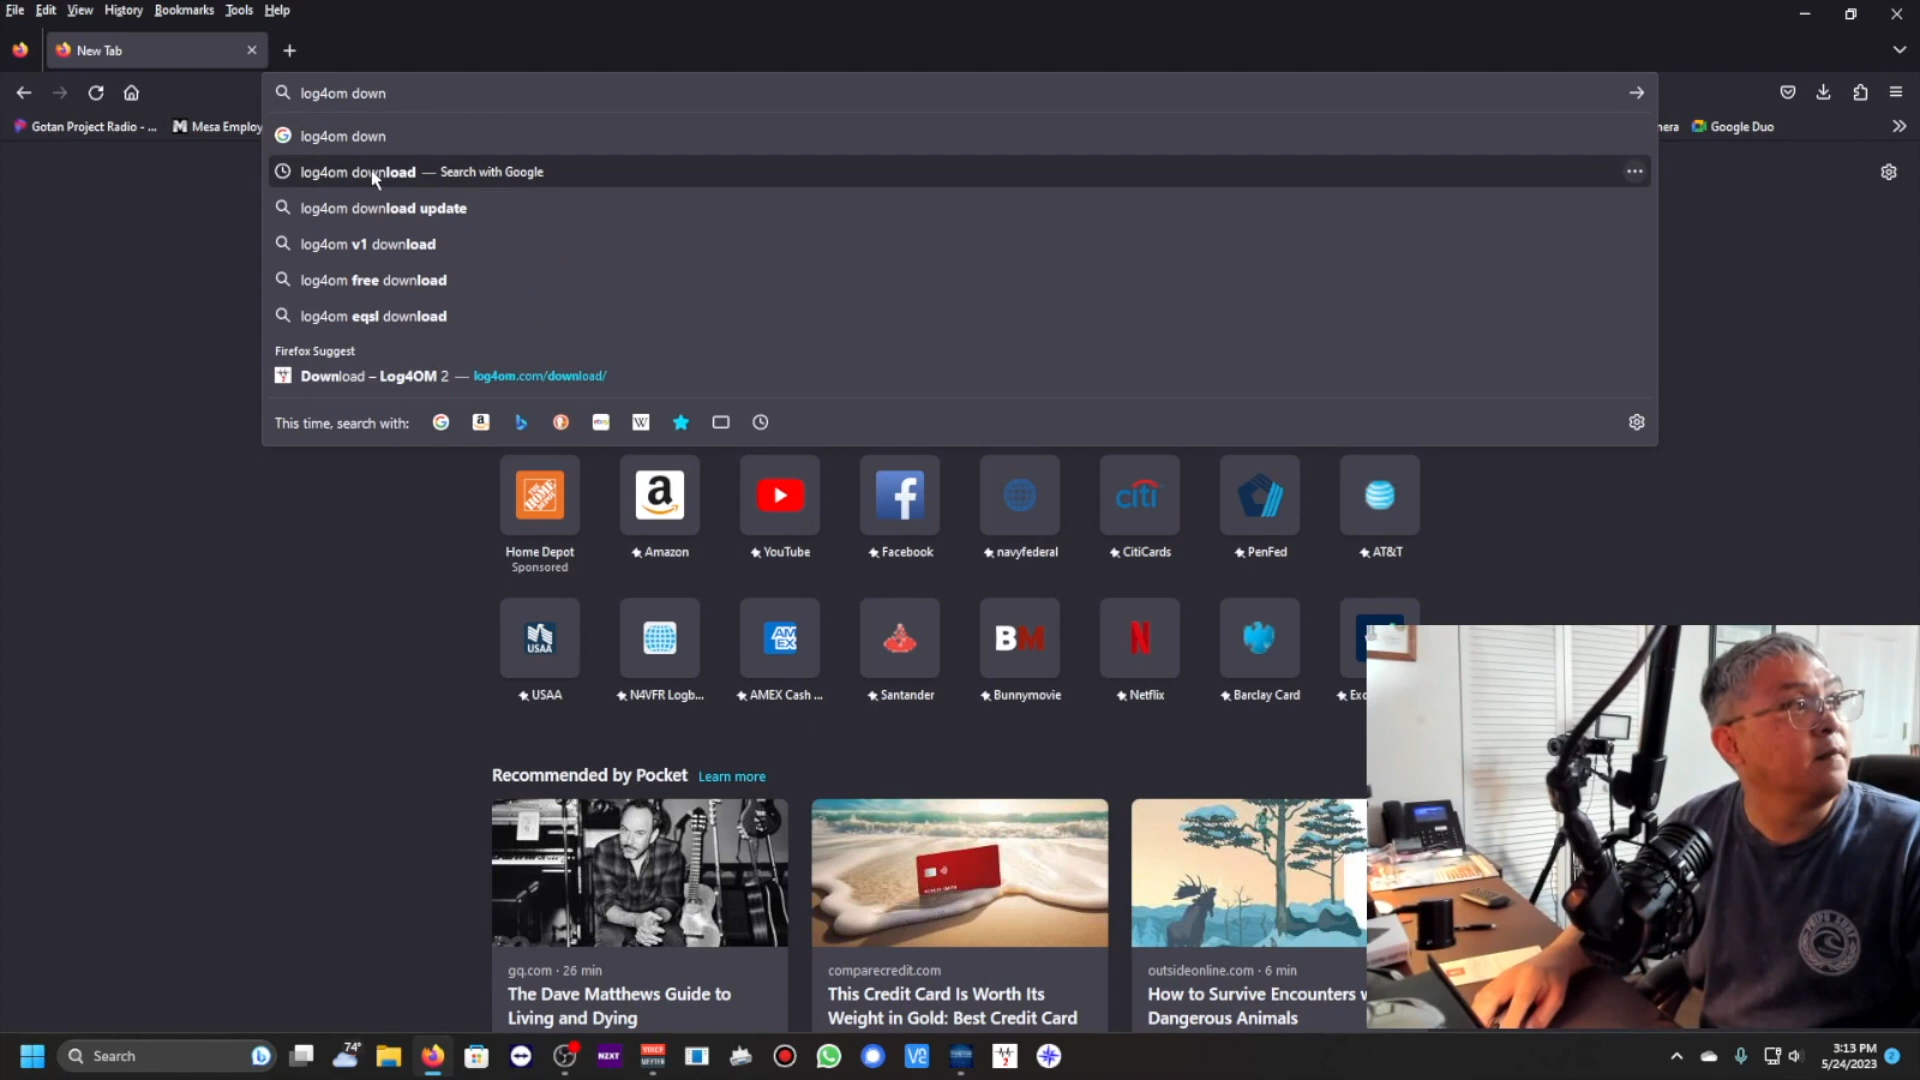 File Edit View History Bookmarks Tools Help
New Tab
log4om down
Gotan Project Radio - ... Mesa Employ nera Google Duo
log4om down
log4om download — Search with Google
log4om download update
log4om v1 download
log4om free download
log4om eqsl download
Firefox Suggest
Download – Log4OM 2 — log4om.com/download/
This time, search with:
Home Depot Amazon YouTube Facebook navyfederal CitiCards PenFed AT&T
Sponsored
USAA N4VFR Logb... AMEX Cash ... Santander Bunnymovie Netflix Barclay Card Exc
Recommended by Pocket Learn more
gq.com · 26 min
The Dave Matthews Guide to
Living and Dying
comparecredit.com
This Credit Card Is Worth Its
Weight in Gold: Best Credit Card
outsideonline.com · 6 min
How to Survive Encounters
Dangerous Animals
Search
74°
NZXT
3:13 PM
5/24/2023
2